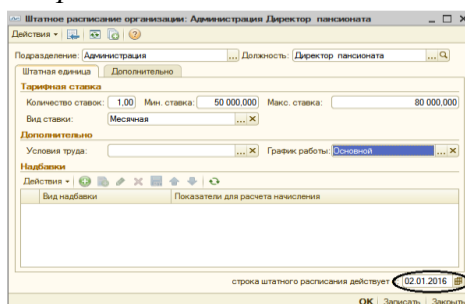 Штатное расписание организации: Администрация Директор пансионата
Действия
Подразделение: Администрация ... Должность: Директор пансионата ...
Штатная единица Дополнительно
Тарифная ставка
Количество ставок: 1,00 Мин. ставка: 50 000,000 Макс. ставка: 80 000,000
Вид ставки: Месячная ... ×
Дополнительно
Условия труда: ... × График работы: Основной ... ×
Надбавки
Действия
Вид надбавки Показатели для расчета начисления
строка штатного расписания действует 02.01.2016
OK Записать Закрыть